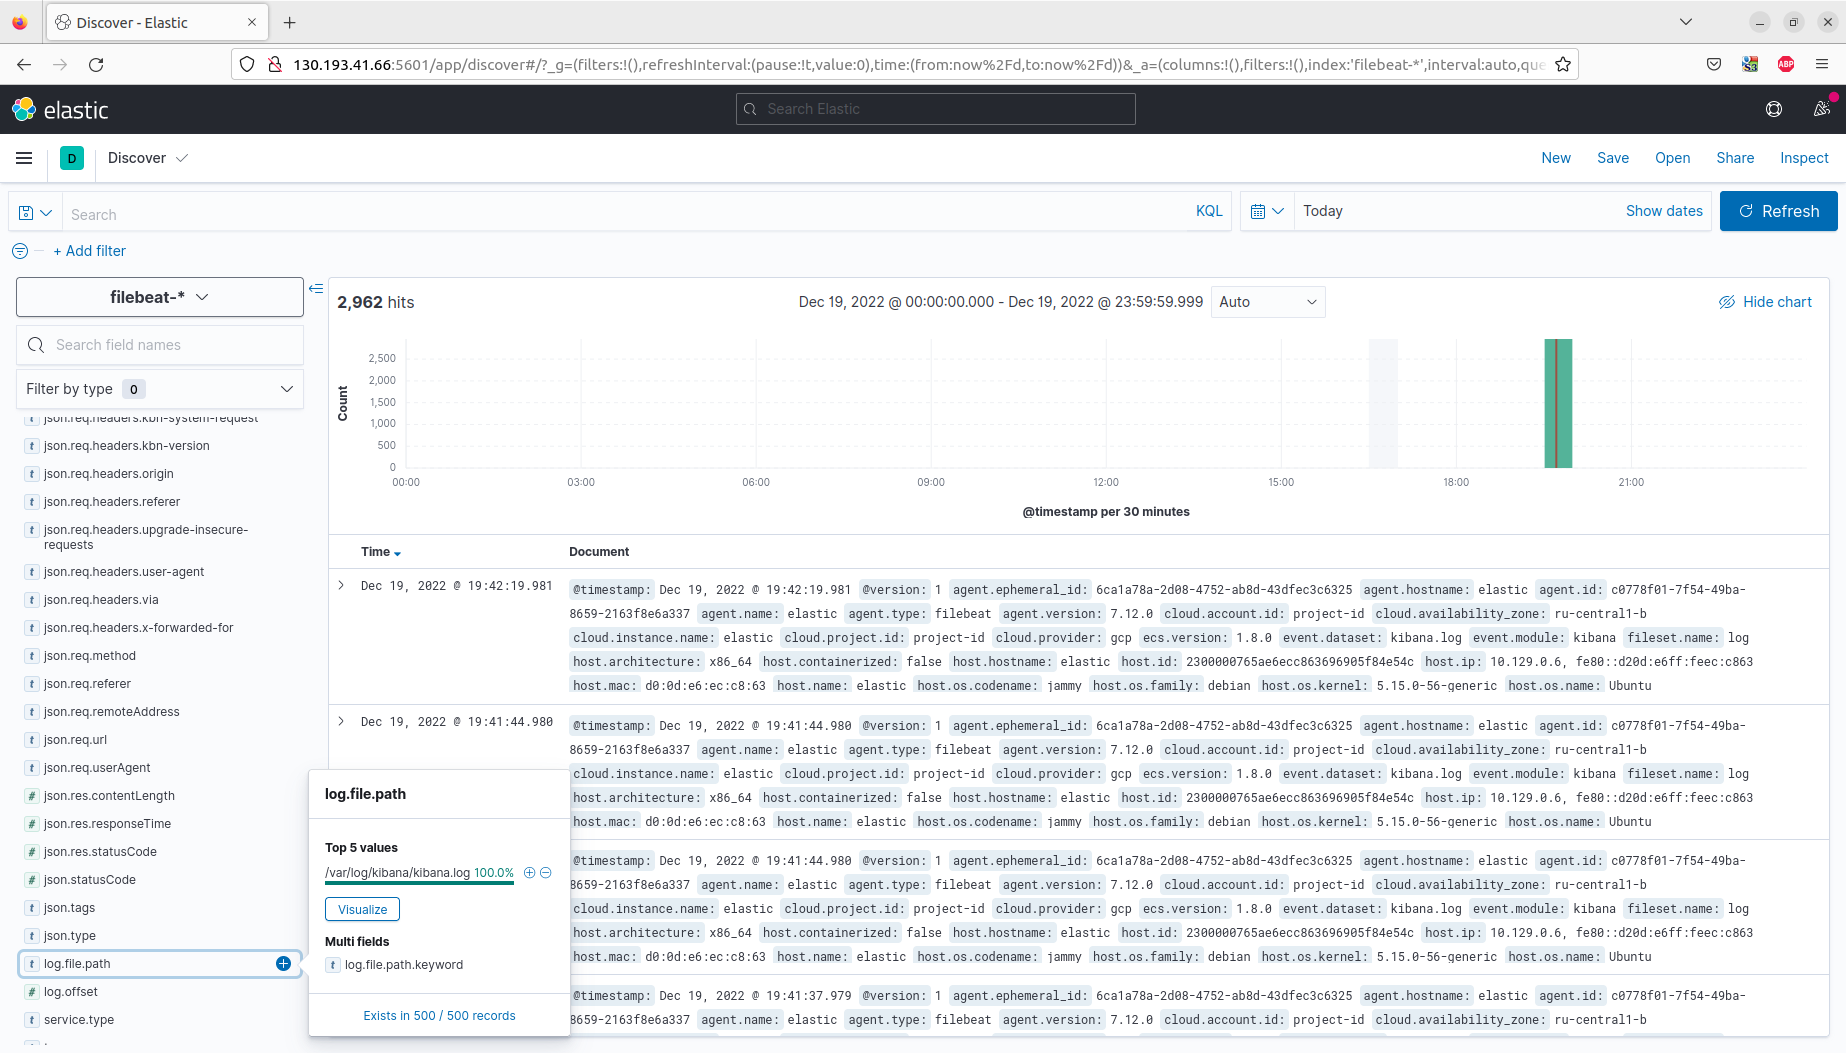 Discover - Elastic
130.193.41.66:5601/app/discover#/?_g=(filters:!(),refreshInterval:(pause:!t,value:0),time:(from:now%2Fd,to:now%2Fd))&_a=(columns:!(),filters:!(),index:'filebeat-*',interval:auto,que
ABP
elastic
Search Elastic
D
Discover
New Save Open Share Inspect
Search
KQL
Today
Show dates
Refresh
+ Add filter
filebeat-*
Search field names
Filter by type 0
json.req.headers.kbn-system-request
t json.req.headers.kbn-version
t json.req.headers.origin
t json.req.headers.referer
t json.req.headers.upgrade-insecure-
requests
t json.req.headers.user-agent
t json.req.headers.via
t json.req.headers.x-forwarded-for
t json.req.method
t json.req.referer
t json.req.remoteAddress
t json.req.url
t json.req.userAgent
# json.res.contentLength
# json.res.responseTime
# json.res.statusCode
# json.statusCode
t json.tags
t json.type
t log.file.path
# log.offset
t service.type
log.file.path
Top 5 values
/var/log/kibana/kibana.log 100.0%
Visualize
Multi fields
t log.file.path.keyword
Exists in 500 / 500 records
2,962 hits
Dec 19, 2022 @ 00:00:00.000 - Dec 19, 2022 @ 23:59:59.999
Auto
Hide chart
Count
2,500
2,000
1,500
1,000
500
0
00:00 03:00 06:00 09:00 12:00 15:00 18:00 21:00
@timestamp per 30 minutes
Time Document
Dec 19, 2022 @ 19:42:19.981
@timestamp: Dec 19, 2022 @ 19:42:19.981 @version: 1 agent.ephemeral_id: 6ca1a78a-2d08-4752-ab8d-43dfec3c6325 agent.hostname: elastic agent.id: c0778f01-7f54-49ba-
8659-2163f8e6a337 agent.name: elastic agent.type: filebeat agent.version: 7.12.0 cloud.account.id: project-id cloud.availability_zone: ru-central1-b
cloud.instance.name: elastic cloud.project.id: project-id cloud.provider: gcp ecs.version: 1.8.0 event.dataset: kibana.log event.module: kibana fileset.name: log
host.architecture: x86_64 host.containerized: false host.hostname: elastic host.id: 2300000765ae6ecc863696905f84e54c host.ip: 10.129.0.6, fe80::d20d:e6ff:feec:c863
host.mac: d0:0d:e6:ec:c8:63 host.name: elastic host.os.codename: jammy host.os.family: debian host.os.kernel: 5.15.0-56-generic host.os.name: Ubuntu
Dec 19, 2022 @ 19:41:44.980
@timestamp: Dec 19, 2022 @ 19:41:44.980 @version: 1 agent.ephemeral_id: 6ca1a78a-2d08-4752-ab8d-43dfec3c6325 agent.hostname: elastic agent.id: c0778f01-7f54-49ba-
8659-2163f8e6a337 agent.name: elastic agent.type: filebeat agent.version: 7.12.0 cloud.account.id: project-id cloud.availability_zone: ru-central1-b
cloud.instance.name: elastic cloud.project.id: project-id cloud.provider: gcp ecs.version: 1.8.0 event.dataset: kibana.log event.module: kibana fileset.name: log
host.architecture: x86_64 host.containerized: false host.hostname: elastic host.id: 2300000765ae6ecc863696905f84e54c host.ip: 10.129.0.6, fe80::d20d:e6ff:feec:c863
host.mac: d0:0d:e6:ec:c8:63 host.name: elastic host.os.codename: jammy host.os.family: debian host.os.kernel: 5.15.0-56-generic host.os.name: Ubuntu
@timestamp: Dec 19, 2022 @ 19:41:44.980 @version: 1 agent.ephemeral_id: 6ca1a78a-2d08-4752-ab8d-43dfec3c6325 agent.hostname: elastic agent.id: c0778f01-7f54-49ba-
8659-2163f8e6a337 agent.name: elastic agent.type: filebeat agent.version: 7.12.0 cloud.account.id: project-id cloud.availability_zone: ru-central1-b
cloud.instance.name: elastic cloud.project.id: project-id cloud.provider: gcp ecs.version: 1.8.0 event.dataset: kibana.log event.module: kibana fileset.name: log
host.architecture: x86_64 host.containerized: false host.hostname: elastic host.id: 2300000765ae6ecc863696905f84e54c host.ip: 10.129.0.6, fe80::d20d:e6ff:feec:c863
host.mac: d0:0d:e6:ec:c8:63 host.name: elastic host.os.codename: jammy host.os.family: debian host.os.kernel: 5.15.0-56-generic host.os.name: Ubuntu
@timestamp: Dec 19, 2022 @ 19:41:37.979 @version: 1 agent.ephemeral_id: 6ca1a78a-2d08-4752-ab8d-43dfec3c6325 agent.hostname: elastic agent.id: c0778f01-7f54-49ba-
8659-2163f8e6a337 agent.name: elastic agent.type: filebeat agent.version: 7.12.0 cloud.account.id: project-id cloud.availability_zone: ru-central1-b